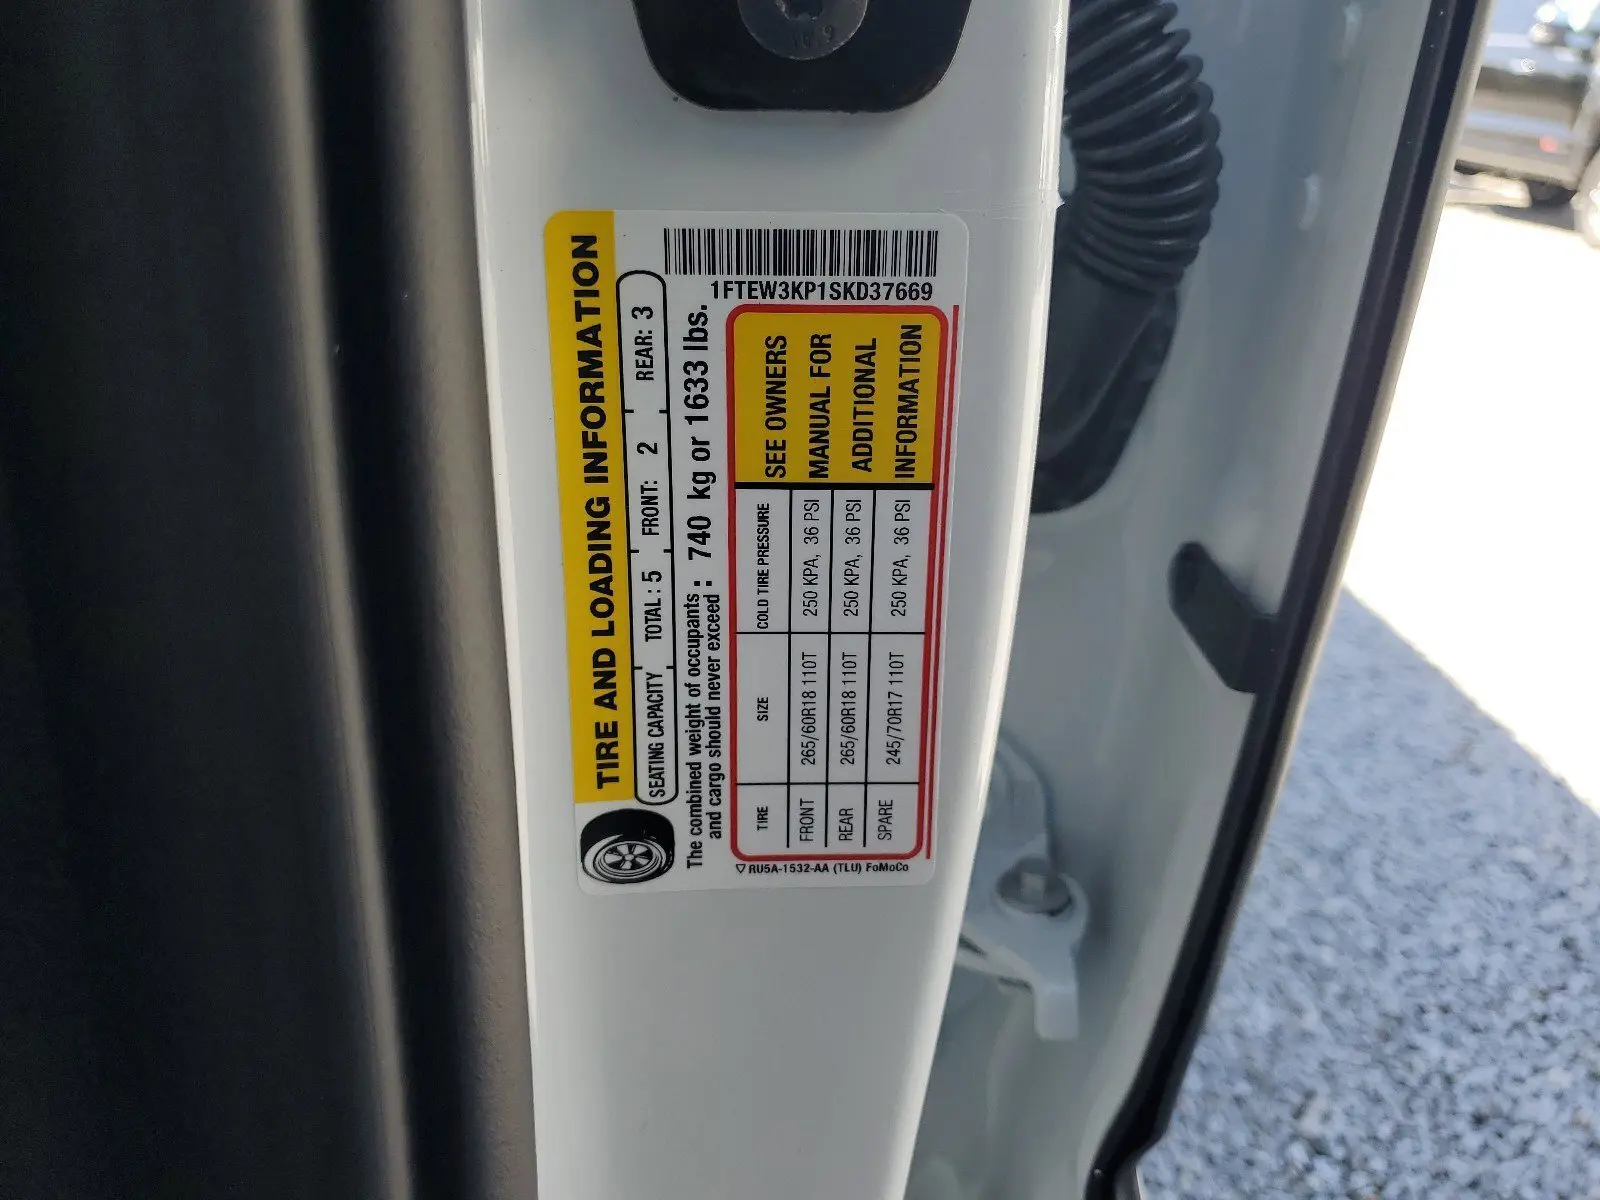 1FTEW3KP1SKD37669
TIRE AND LOADING INFORMATION
SEATING CAPACITY TOTAL : 5 FRONT: 2 REAR: 3
The combined weight of occupants
and cargo should never exceed : 740 kg or 1633 lbs.
TIRE SIZE COLD TIRE PRESSURE
FRONT 265/60R18 110T 250 KPA, 36 PSI
REAR 265/60R18 110T 250 KPA, 36 PSI
SPARE 245/70R17 110T 250 KPA, 36 PSI
SEE OWNERS
MANUAL FOR
ADDITIONAL
INFORMATION
RU5A-1532-AA (TLU) FoMoCo